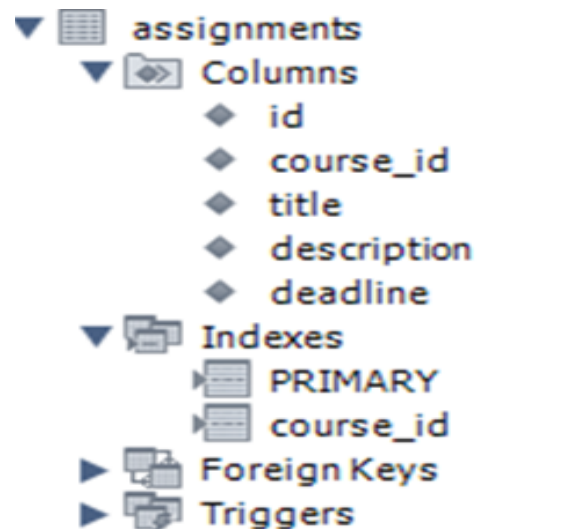 assignments
Columns
id
course_id
title
description
deadline
Indexes
PRIMARY
course_id
Foreign Keys
Triggers